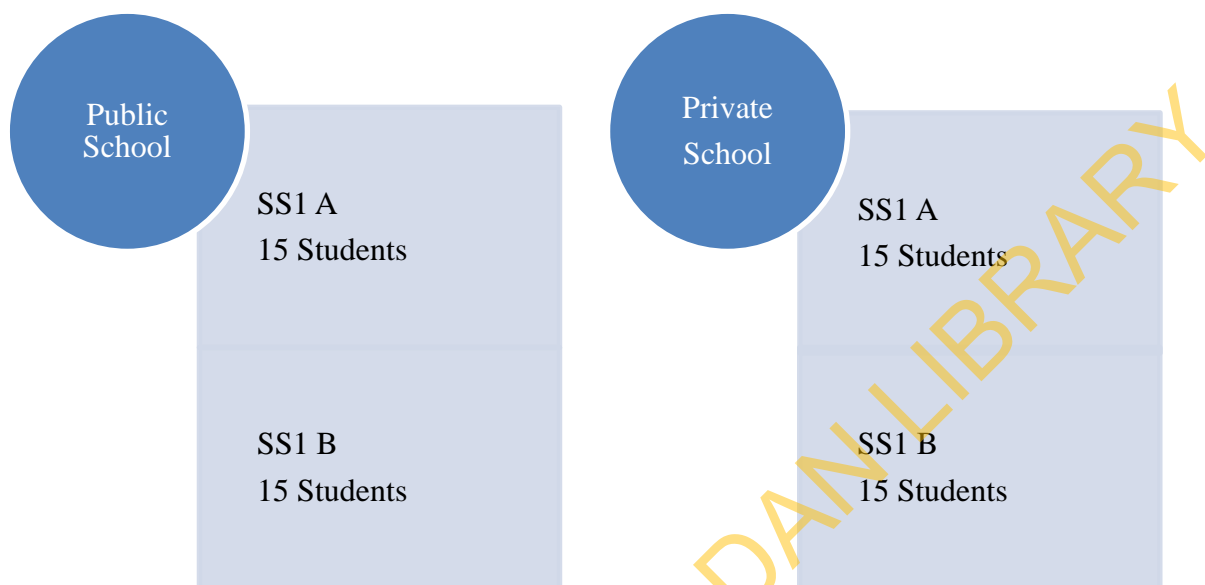 Public
School
SS1 A
15 Students
SS1 B
15 Students
Private
School
SS1 A
15 Students
SS1 B
15 Students
DAN LIBRARY